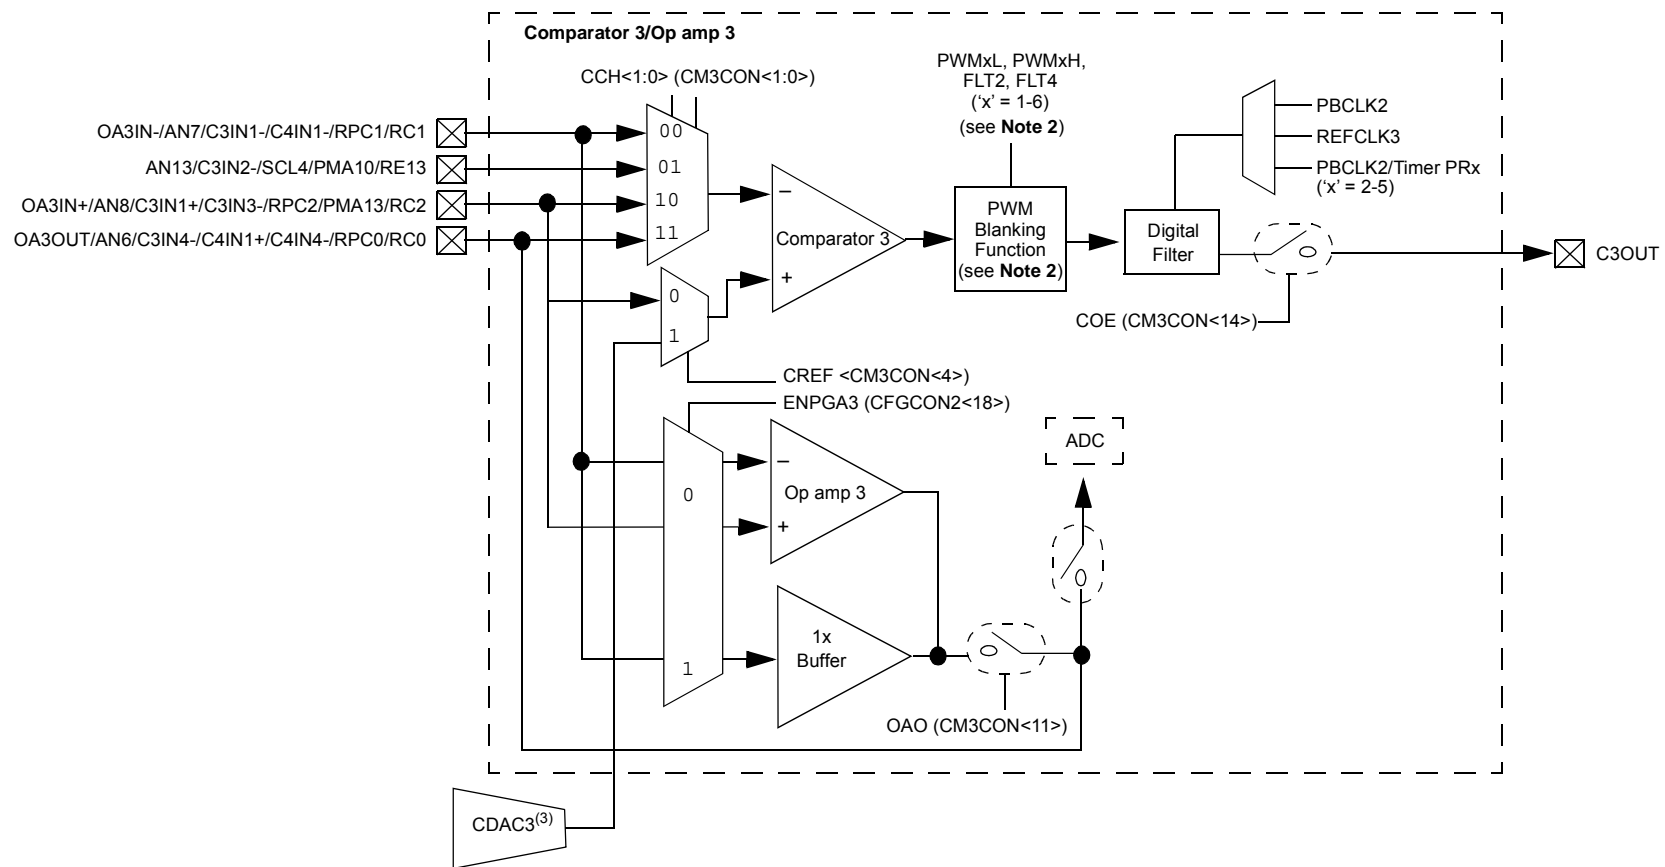 Comparator 3/Op amp 3
CCH<1:0> (CM3CON<1:0>)
PWMxL, PWMxH,
FLT2, FLT4
(‘x’ = 1-6)
(see Note 2)
OA3IN-/AN7/C3IN1-/C4IN1-/RPC1/RC1
AN13/C3IN2-/SCL4/PMA10/RE13
OA3IN+/AN8/C3IN1+/C3IN3-/RPC2/PMA13/RC2
OA3OUT/AN6/C3IN4-/C4IN1+/C4IN4-/RPC0/RC0
00
01
10
11
–
Comparator 3
+
0
1
PWM
Blanking
Function
(see Note 2)
Digital
Filter
PBCLK2
REFCLK3
PBCLK2/Timer PRx
(‘x’ = 2-5)
C3OUT
COE (CM3CON<14>)
CREF <CM3CON<4>)
ENPGA3 (CFGCON2<18>)
ADC
0
1
–
Op amp 3
+
1x
Buffer
OAO (CM3CON<11>)
CDAC3(3)